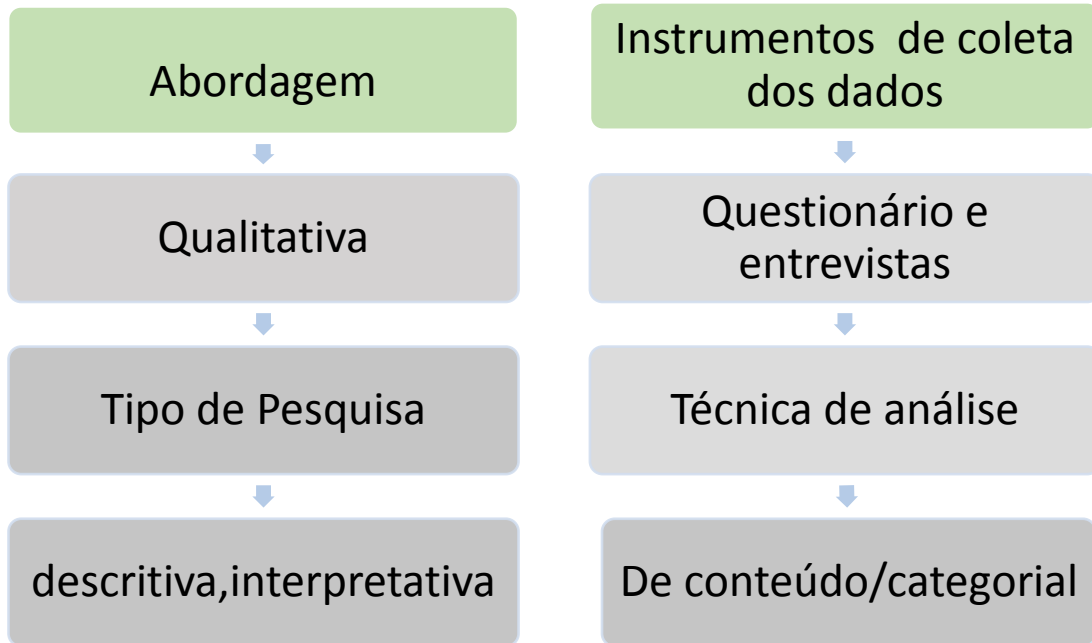 Abordagem
Qualitativa
Tipo de Pesquisa
descritiva,interpretativa
Instrumentos de coleta
dos dados
Questionário e
entrevistas
Técnica de análise
De conteúdo/categorial